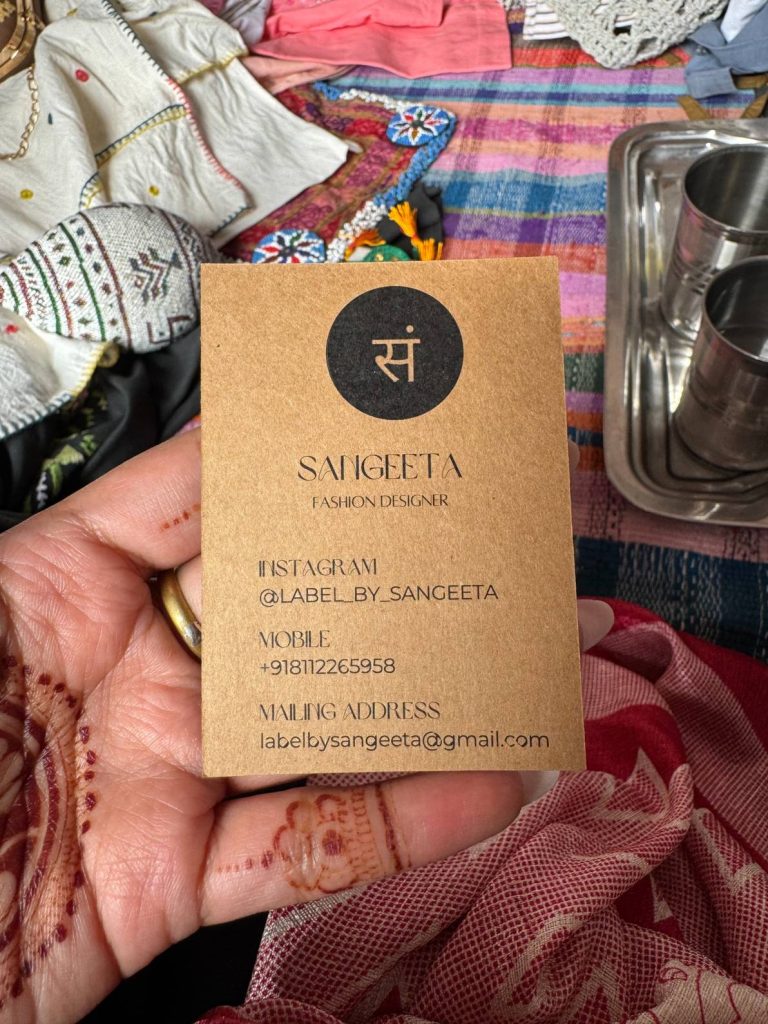 सं
SANGEETA
FASHION DESIGNER
INSTAGRAM
@LABEL_BY_SANGEETA
MOBILE
+918112265958
MAILING ADDRESS
labelbysangeeta@gmail.com